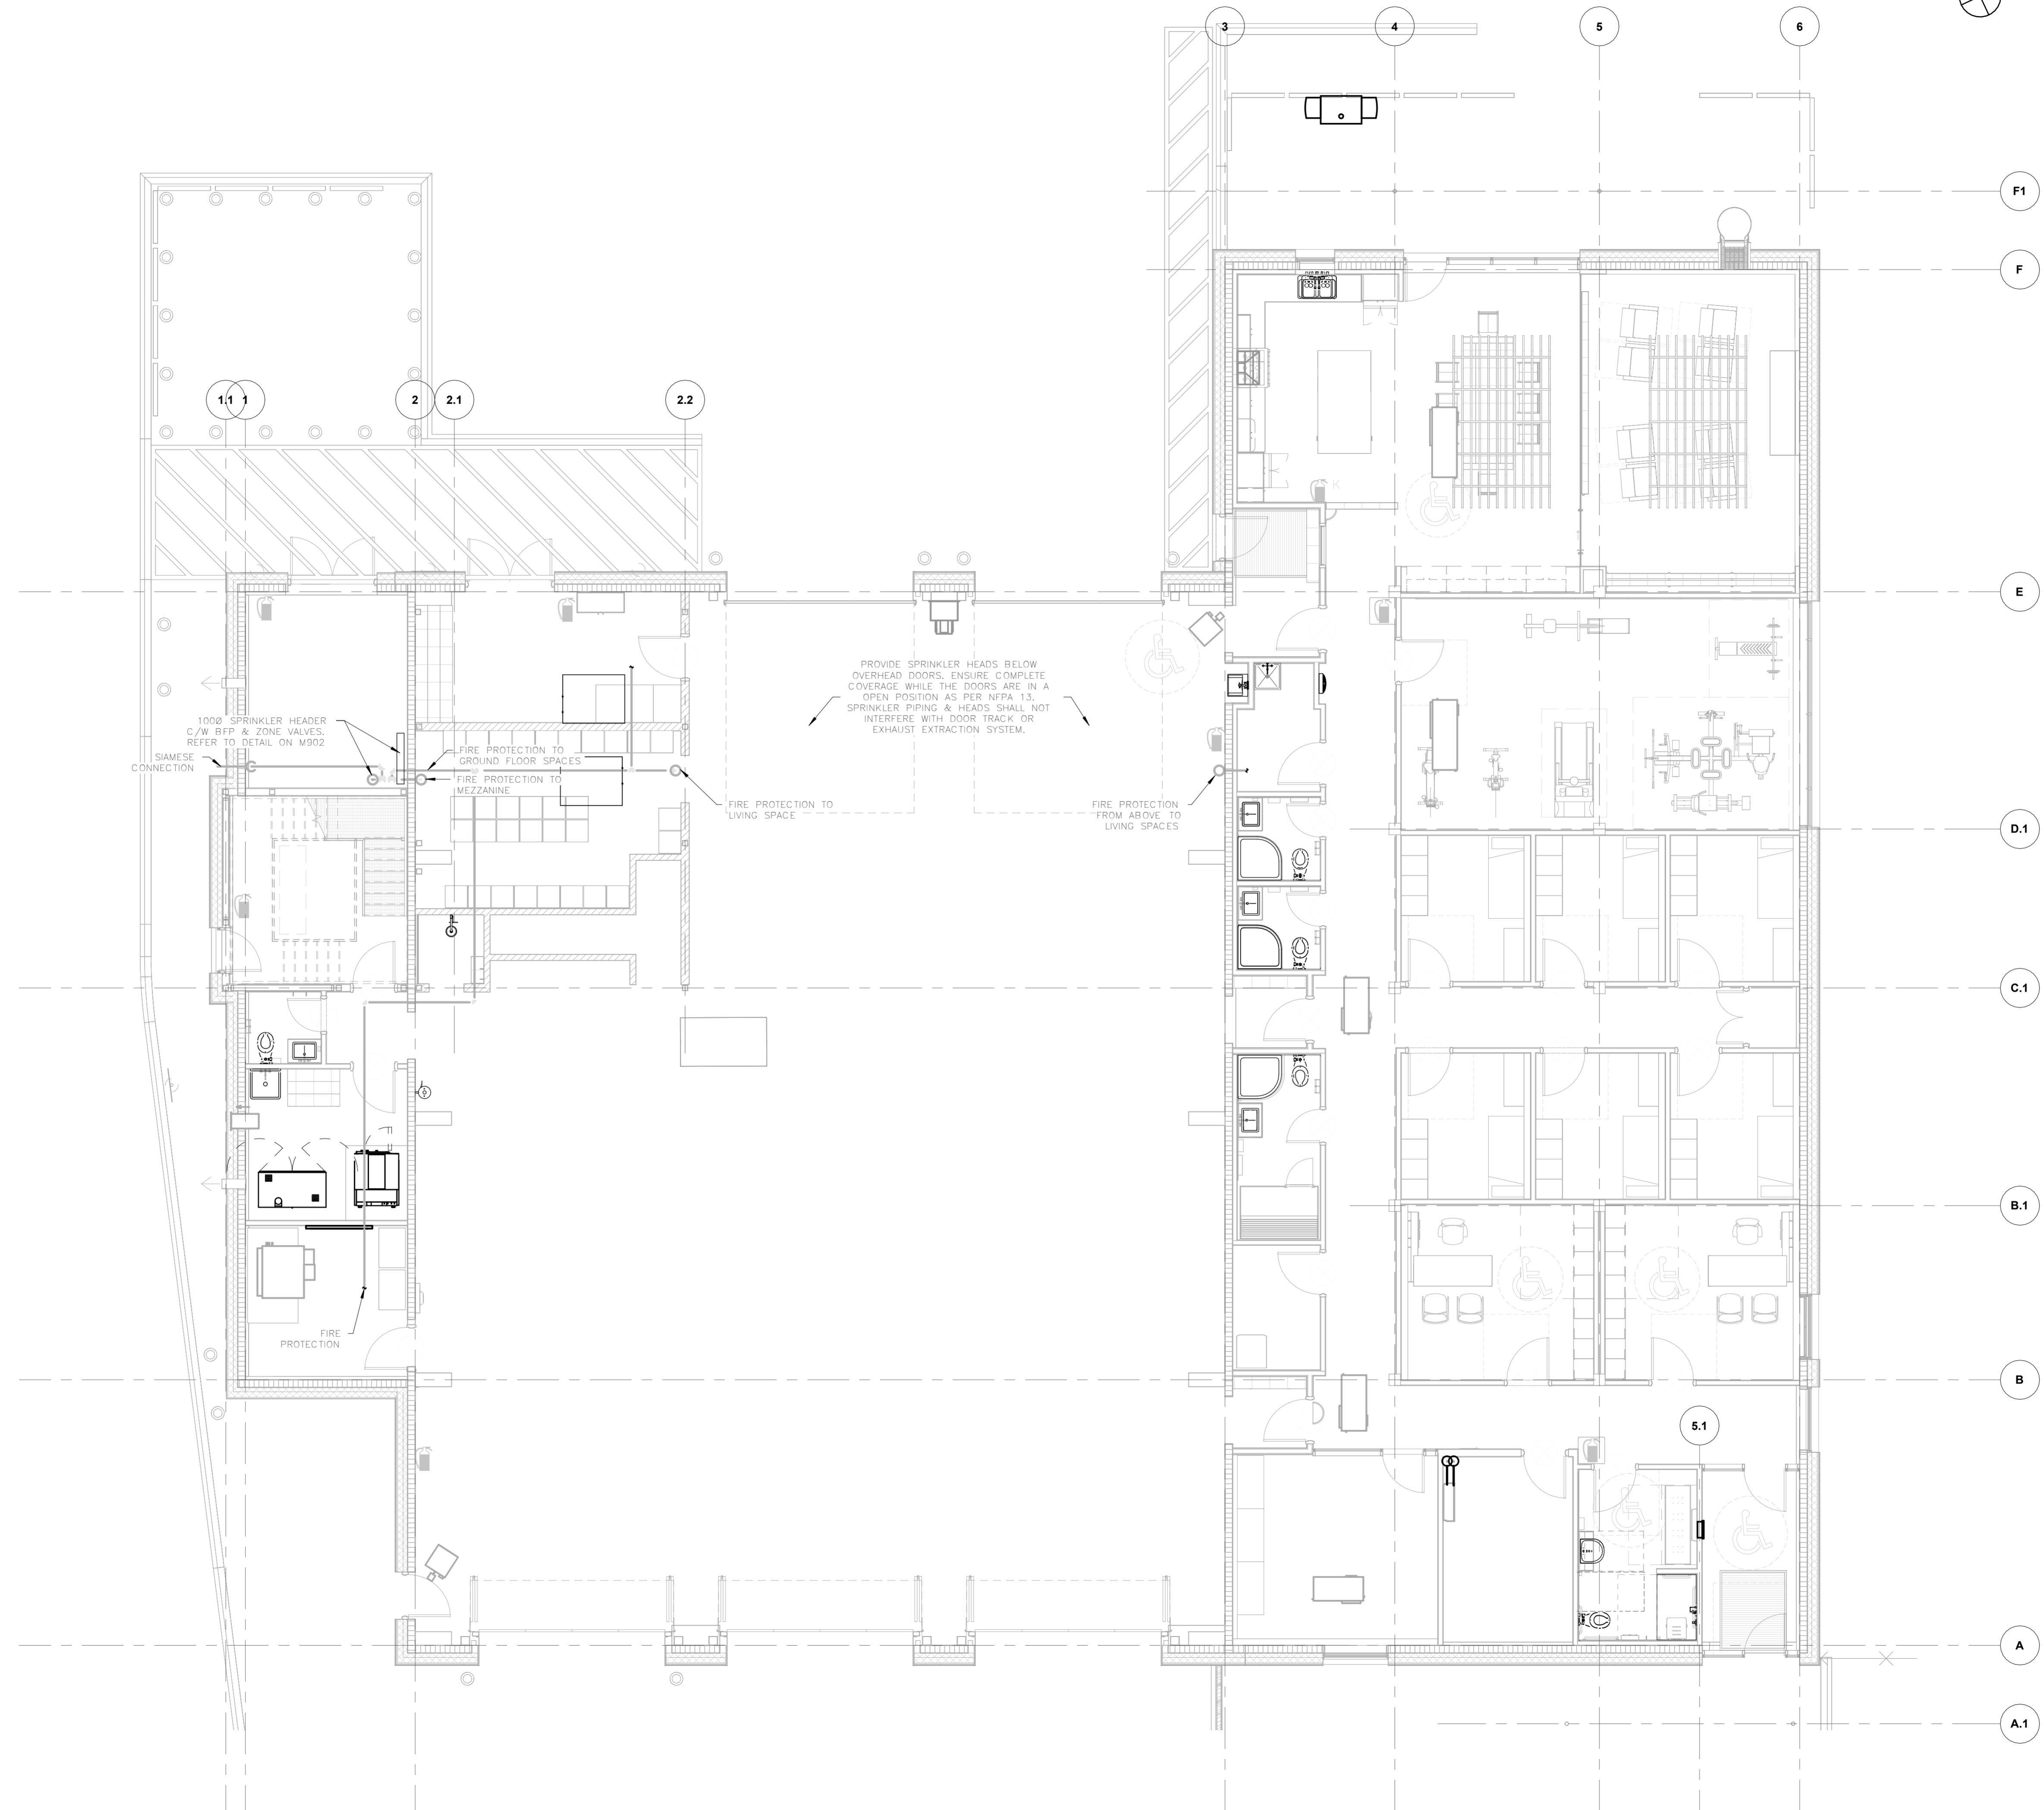 3
4
5
6
F1
F
1.1
1
2
2.1
2.2
K
E
PROVIDE SPRINKLER HEADS BELOW
OVERHEAD DOORS. ENSURE COMPLETE
COVERAGE WHILE THE DOORS ARE IN A
OPEN POSITION AS PER NFPA 13.
SPRINKLER PIPING & HEADS SHALL NOT
INTERFERE WITH DOOR TRACK OR
EXHAUST EXTRACTION SYSTEM.
100Ø SPRINKLER HEADER
C/W BFP & ZONE VALVES.
REFER TO DETAIL ON M902
SIAMESE
CONNECTION
FIRE PROTECTION TO
GROUND FLOOR SPACES
FIRE PROTECTION TO
MEZZANINE
FIRE PROTECTION TO
LIVING SPACE
FIRE PROTECTION
FROM ABOVE TO
LIVING SPACES
D.1
C.1
B.1
FIRE
PROTECTION
B
5.1
A
A.1